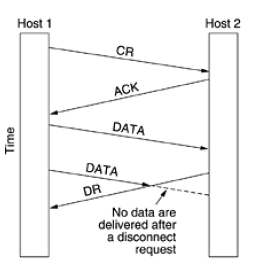 Host 1
Host 2
CR
ACK
DATA
DATA
DR
Time
No data are
delivered after
a disconnect
request